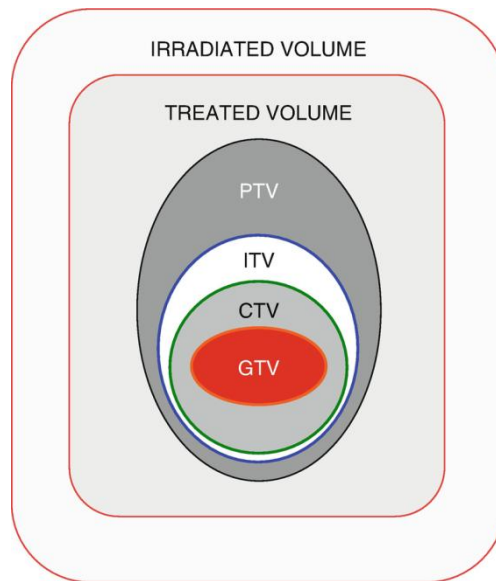 IRRADIATED VOLUME
TREATED VOLUME
PTV
ITV
CTV
GTV